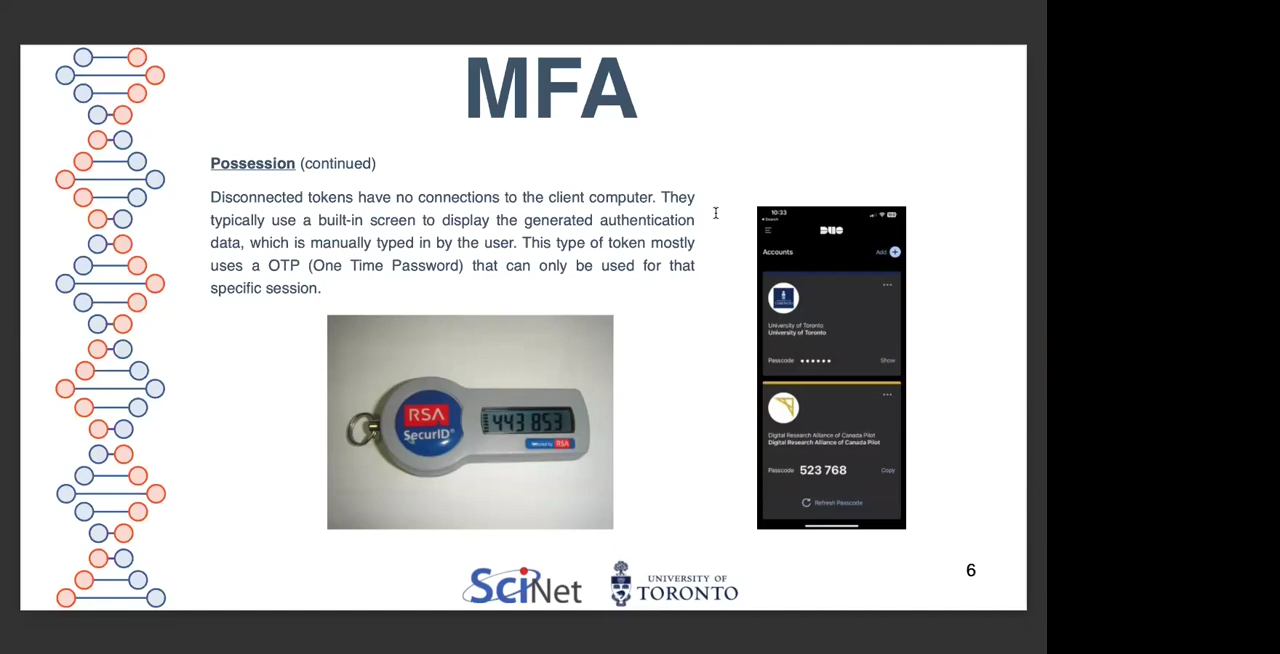 MFA
Possession (continued)
Disconnected tokens have no connections to the client computer. They
typically use a built-in screen to display the generated authentication
data, which is manually typed in by the user. This type of token mostly
uses a OTP (One Time Password) that can only be used for that
specific session.
RSA
SecurID®
443 853
RSA
10:33
Search
DUO
Accounts
Add
University of Toronto
University of Toronto
Passcode ••••••
Show
Digital Research Alliance of Canada Pilot
Digital Research Alliance of Canada Pilot
Passcode 523 768
Copy
Refresh Passcode
SciNet
UNIVERSITY OF
TORONTO
6